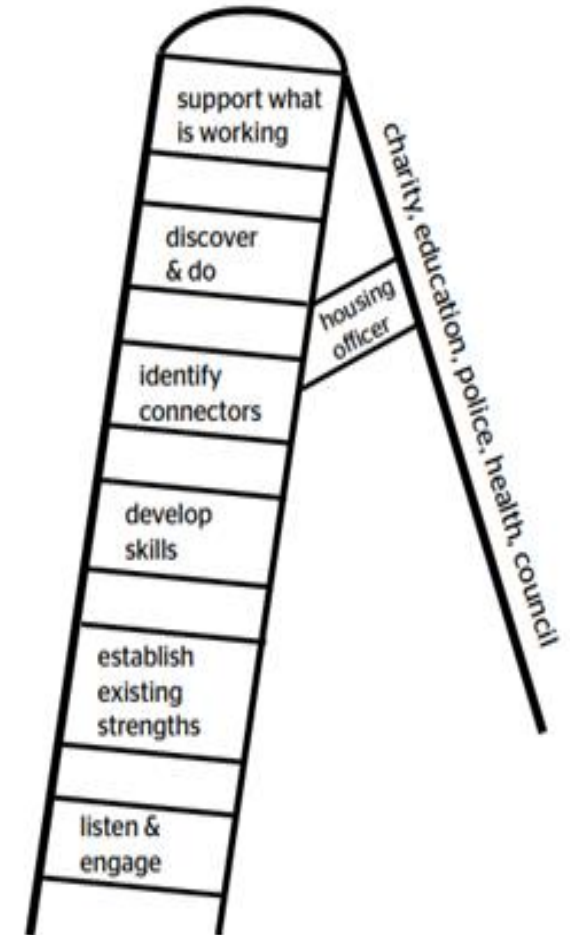 support what
is working
discover
& do
housing
officer
identify
connectors
develop
skills
establish
existing
strengths
listen &
engage
charity, education, police, health, council